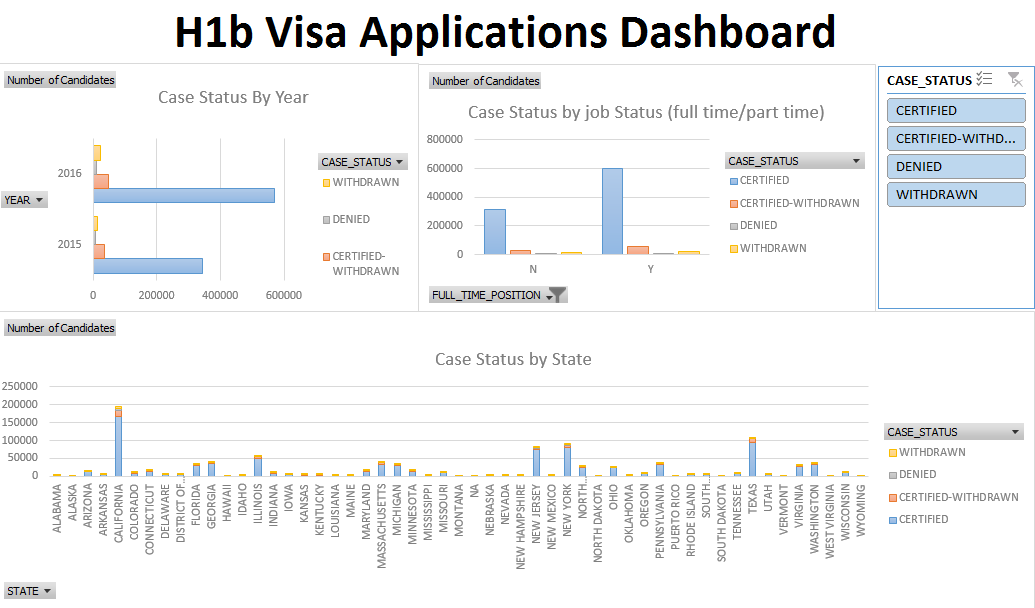 H1b Visa Applications Dashboard
Number of Candidates
Case Status By Year
2016
2015
YEAR
0
200000
400000
600000
CASE_STATUS
WITHDRAWN
DENIED
CERTIFIED-
WITHDRAWN
Number of Candidates
Case Status by job Status (full time/part time)
800000
600000
400000
200000
0
N
Y
CASE_STATUS
CERTIFIED
CERTIFIED-WITHDRAWN
DENIED
WITHDRAWN
FULL_TIME_POSITION
CASE_STATUS
CERTIFIED
CERTIFIED-WITHD...
DENIED
WITHDRAWN
Number of Candidates
Case Status by State
250000
200000
150000
100000
50000
0
ALABAMA
ALASKA
ARIZONA
ARKANSAS
CALIFORNIA
COLORADO
CONNECTICUT
DELAWARE
DISTRICT OF...
FLORIDA
GEORGIA
HAWAII
IDAHO
ILLINOIS
INDIANA
IOWA
KANSAS
KENTUCKY
LOUISIANA
MAINE
MARYLAND
MASSACHUSETTS
MICHIGAN
MINNESOTA
MISSISSIPPI
MISSOURI
MONTANA
NA
NEBRASKA
NEVADA
NEW HAMPSHIRE
NEW JERSEY
NEW MEXICO
NEW YORK
NORTH...
NORTH DAKOTA
OHIO
OKLAHOMA
OREGON
PENNSYLVANIA
PUERTO RICO
RHODE ISLAND
SOUTH...
SOUTH DAKOTA
TENNESSEE
TEXAS
UTAH
VERMONT
VIRGINIA
WASHINGTON
WEST VIRGINIA
WISCONSIN
WYOMING
CASE_STATUS
WITHDRAWN
DENIED
CERTIFIED-WITHDRAWN
CERTIFIED
STATE